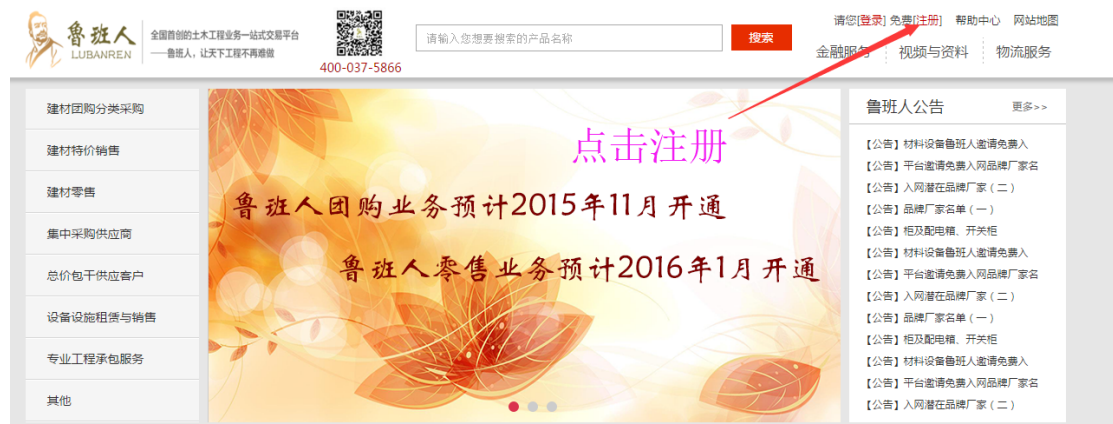 鲁班人
LUBANREN
全国首创的土木工程业务一站式交易平台
——鲁班人，让天下工程不再难做
400-037-5866
请输入您想要搜索的产品名称
搜索
请您[登录] 免费[注册] 帮助中心 网站地图
金融服务 视频与资料 物流服务
建材团购分类采购
建材特价销售
建材零售
集中采购供应商
总价包干供应客户
设备设施租赁与销售
专业工程承包服务
其他
点击注册
鲁班人团购业务预计2015年11月开通
鲁班人零售业务预计2016年1月开通
鲁班人公告 更多>>
【公告】材料设备鲁班人邀请免费入
【公告】平台邀请免费入网品牌厂家名
【公告】入网潜在品牌厂家（二）
【公告】品牌厂家名单（一）
【公告】柜及配电箱、开关柜
【公告】材料设备鲁班人邀请免费入
【公告】平台邀请免费入网品牌厂家名
【公告】入网潜在品牌厂家（二）
【公告】品牌厂家名单（一）
【公告】柜及配电箱、开关柜
【公告】材料设备鲁班人邀请免费入
【公告】平台邀请免费入网品牌厂家名
【公告】入网潜在品牌厂家（二）